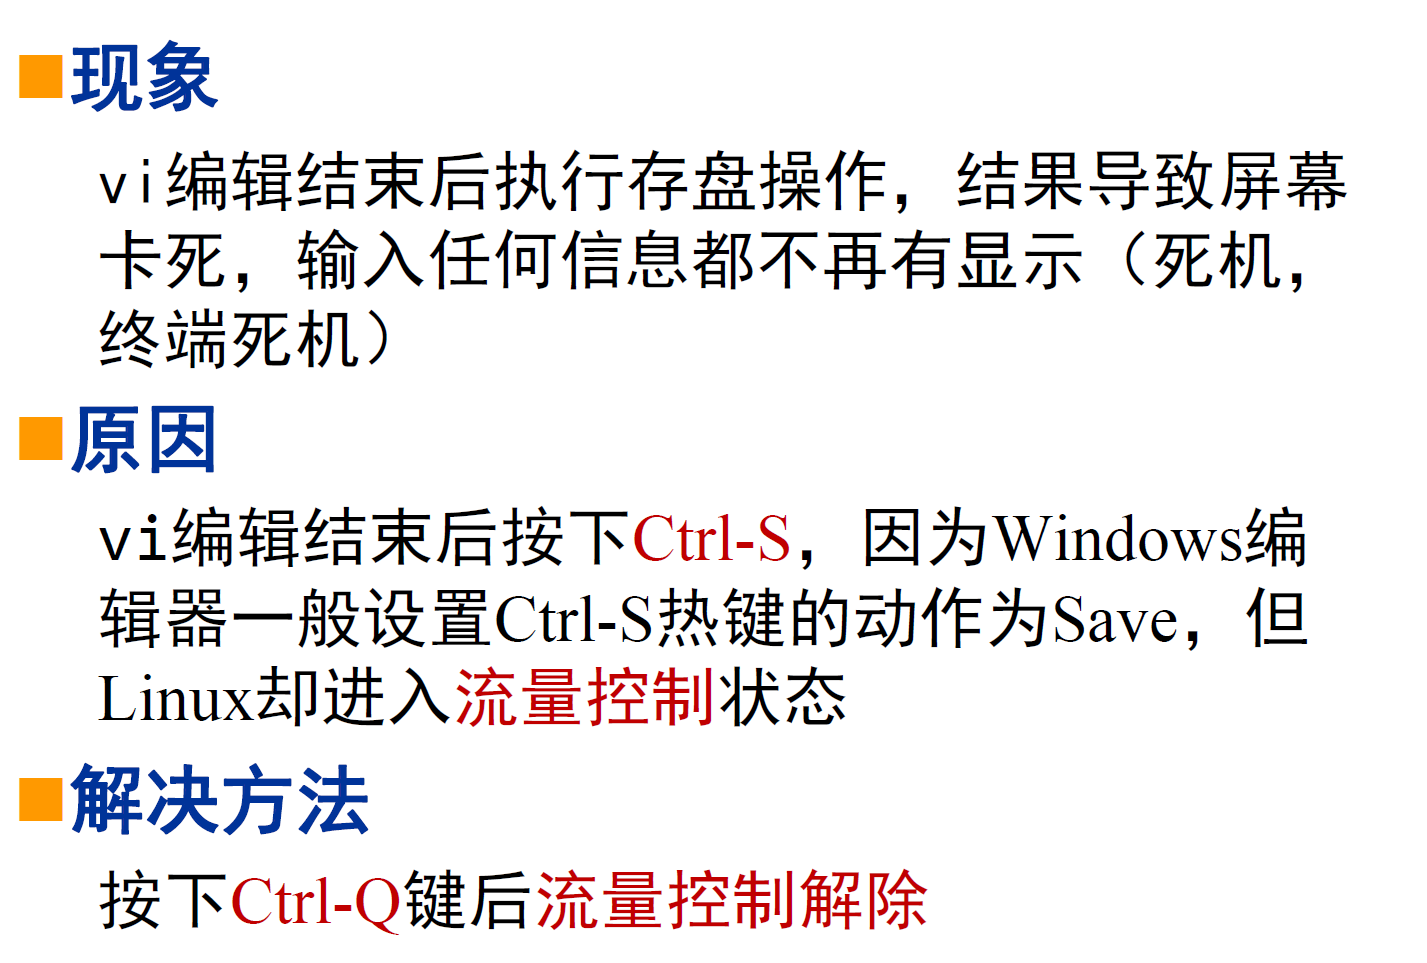 现象
vi编辑结束后执行存盘操作，结果导致屏幕
卡死，输入任何信息都不再有显示（死机，
终端死机）
原因
vi编辑结束后按下Ctrl-S，因为Windows编
辑器一般设置Ctrl-S热键的动作为Save，但
Linux却进入流量控制状态
解决方法
按下Ctrl-Q键后流量控制解除